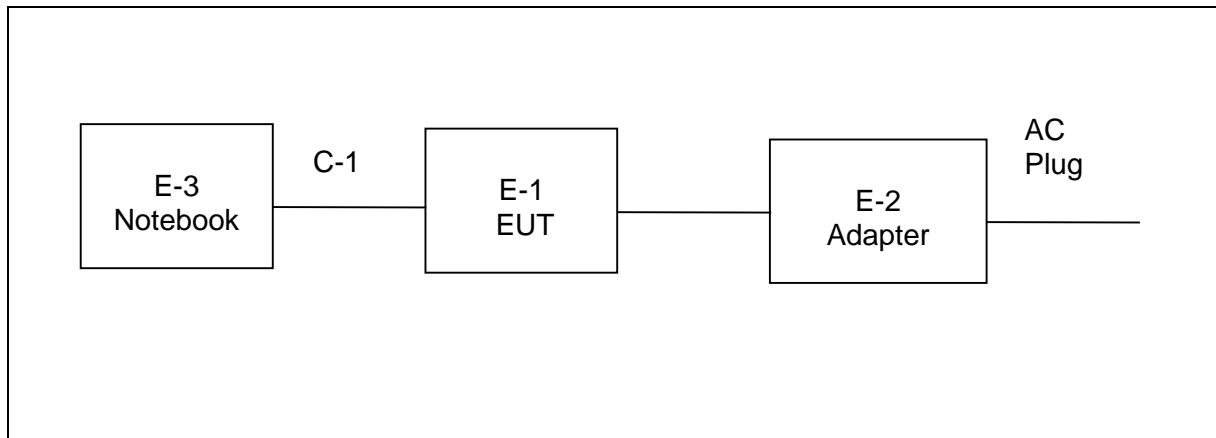 E-3
Notebook
C-1
E-1
EUT
E-2
Adapter
AC
Plug